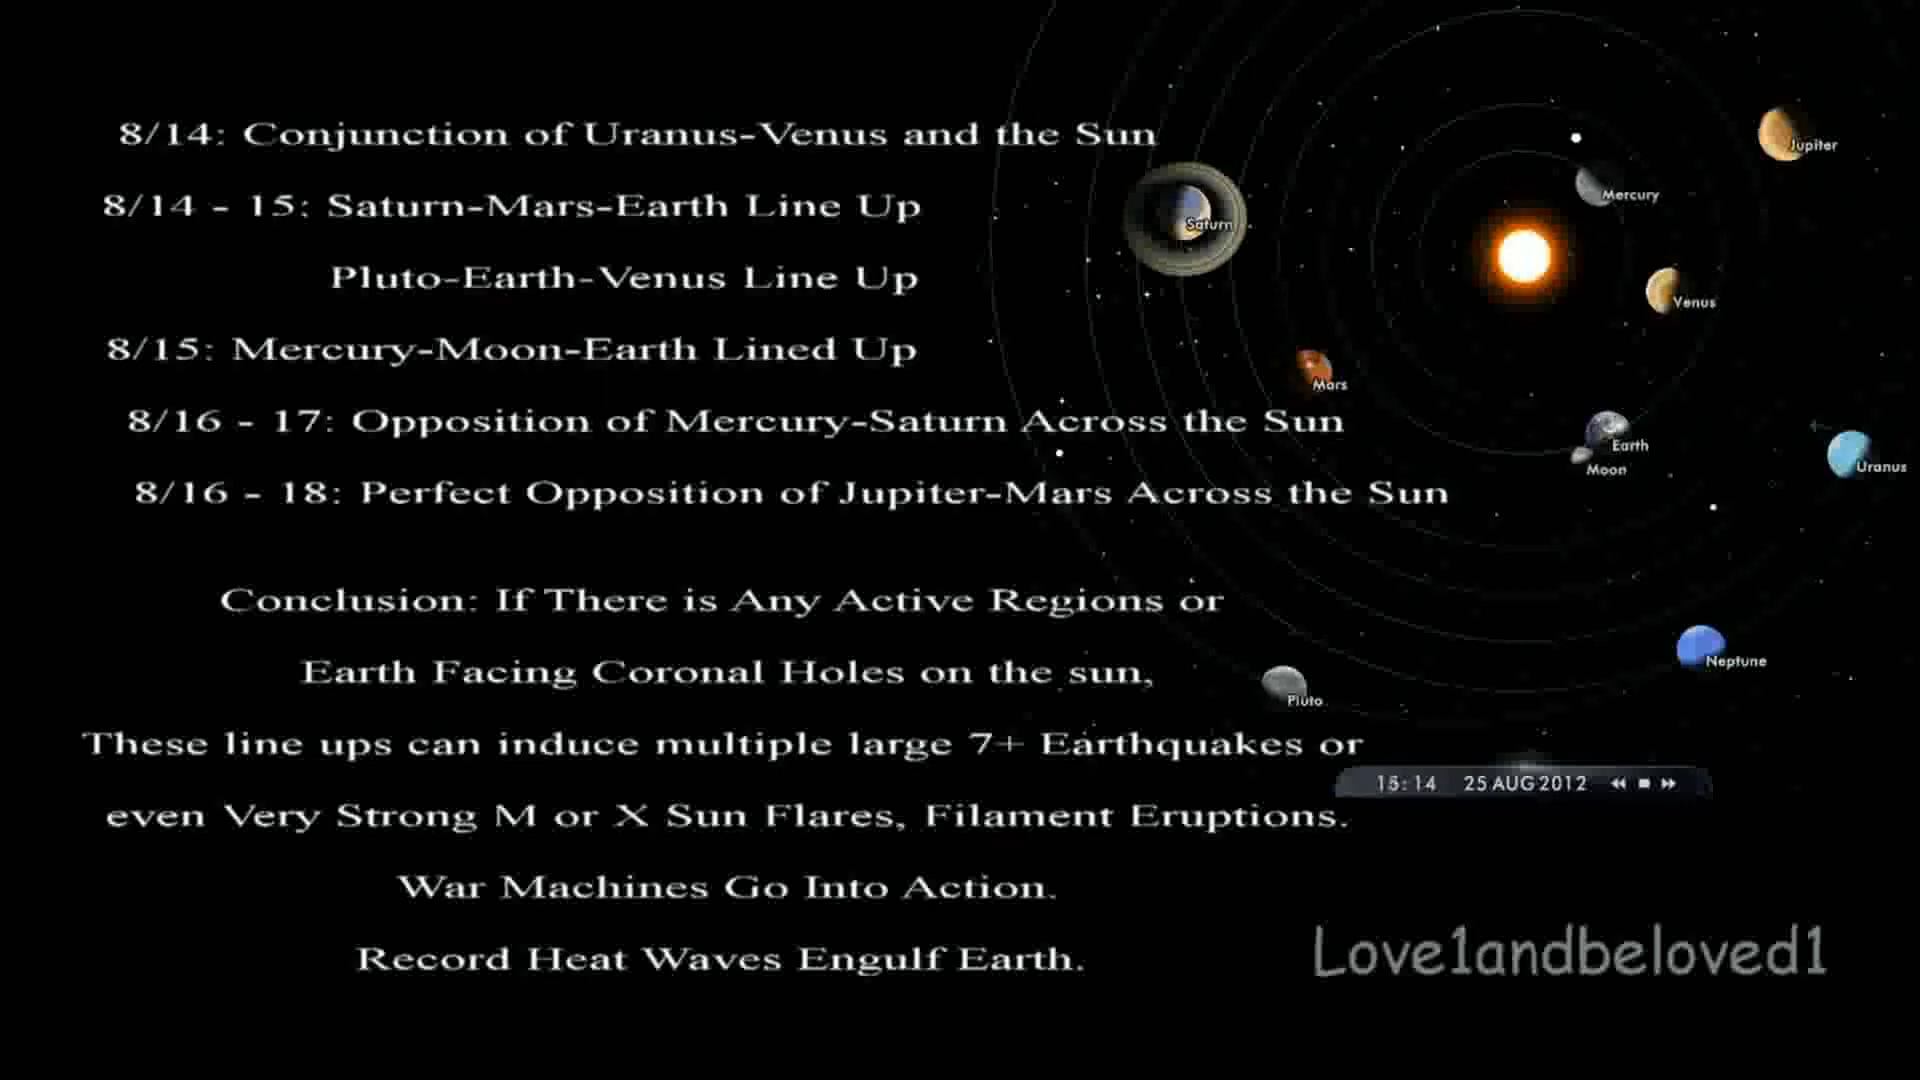 8/14: Conjunction of Uranus-Venus and the Sun
8/14 - 15: Saturn-Mars-Earth Line Up
Pluto-Earth-Venus Line Up
8/15: Mercury-Moon-Earth Lined Up
8/16 - 17: Opposition of Mercury-Saturn Across the Sun
8/16 - 18: Perfect Opposition of Jupiter-Mars Across the Sun
Conclusion: If There is Any Active Regions or
Earth Facing Coronal Holes on the sun,
These line ups can induce multiple large 7+ Earthquakes or
even Very Strong M or X Sun Flares, Filament Eruptions.
War Machines Go Into Action.
Record Heat Waves Engulf Earth.
Jupiter
Mercury
Saturn
Venus
Mars
Earth
Moon
Uranus
Neptune
Pluto
15:14 25 AUG 2012
Love1andbeloved1